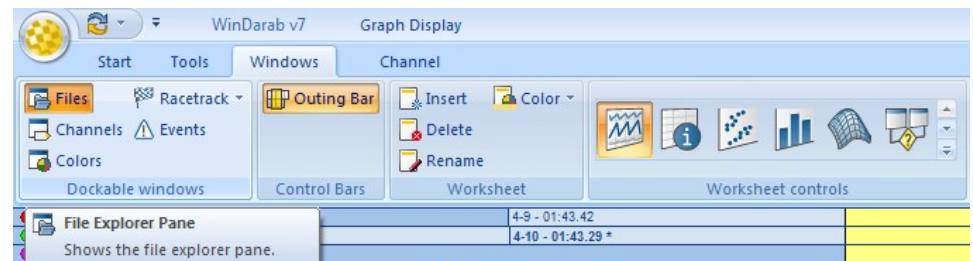 WinDarab v7 Graph Display
Start Tools Windows Channel
Files Racetrack Outing Bar Insert Color
Channels Events Delete
Colors Rename
Dockable windows Control Bars Worksheet Worksheet controls
4-9 - 01:43.42
File Explorer Pane 4-10 - 01:43.29 *
Shows the file explorer pane.